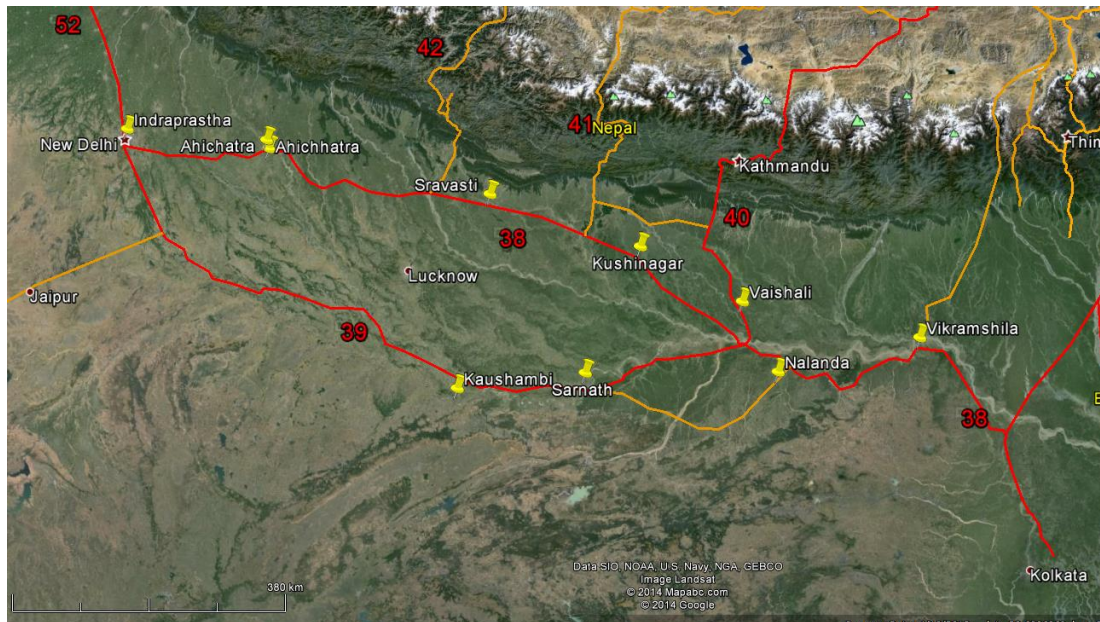 52
42
Indraprastha
New Delhi
Ahichatra
Ahichhatra
41
Nepal
Kathmandu
Thim
Sravasti
38
40
Kushinagar
Lucknow
Jaipur
Vaishali
39
Vikramshila
Nalanda
Kaushambi
Sarnath
38
Data SIO, NOAA, U.S. Navy, NGA, GEBCO
Image Landsat
© 2014 Mapabc.com
© 2014 Google
380 km
Kolkata